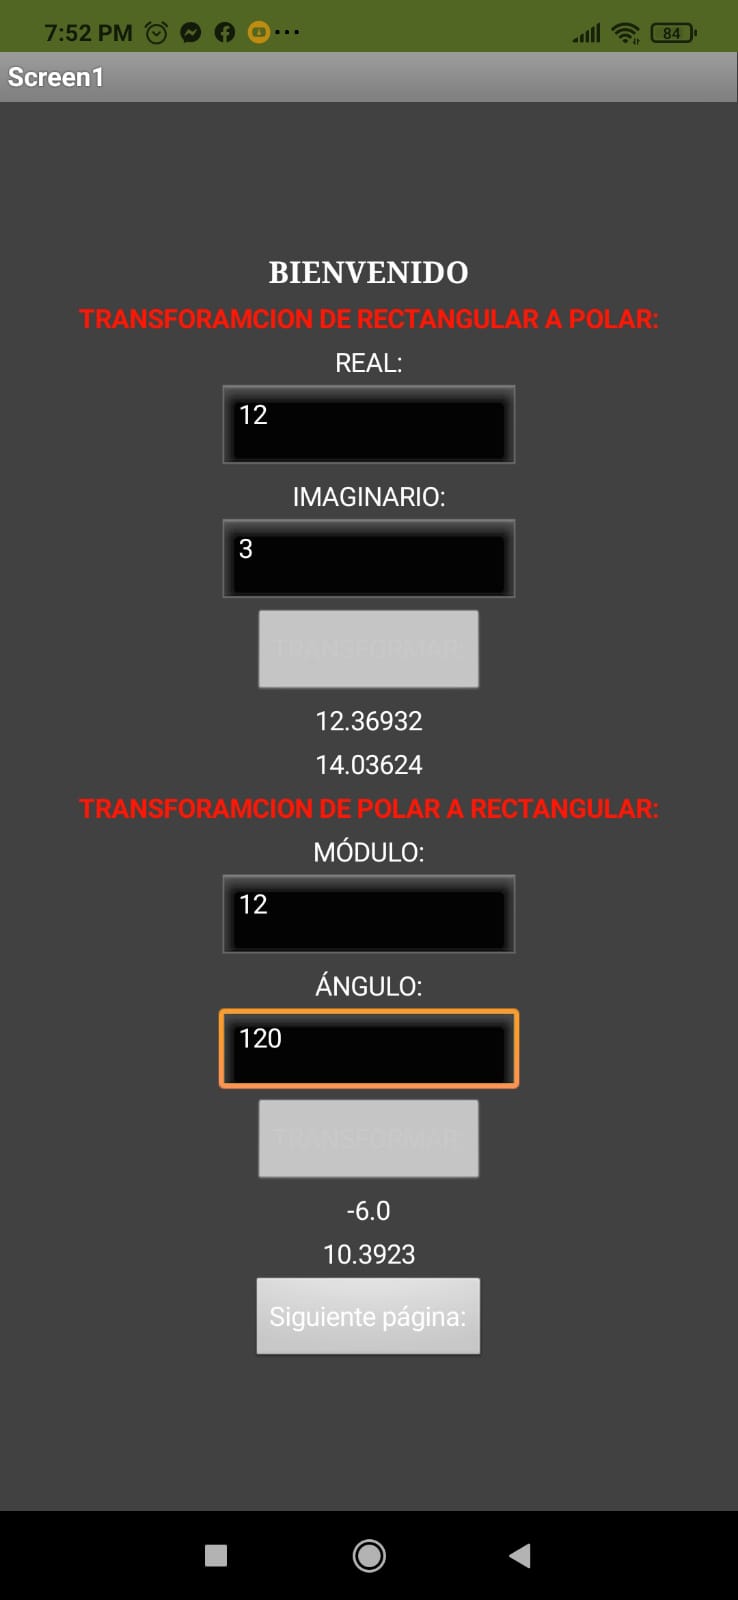 7:52 PM
84
Screen1
BIENVENIDO
TRANSFORAMCION DE RECTANGULAR A POLAR:
REAL:
12
IMAGINARIO:
3
TRANSFORMAR:
12.36932
14.03624
TRANSFORAMCION DE POLAR A RECTANGULAR:
MÓDULO:
12
ÁNGULO:
120
TRANSFORMAR:
-6.0
10.3923
Siguiente página: